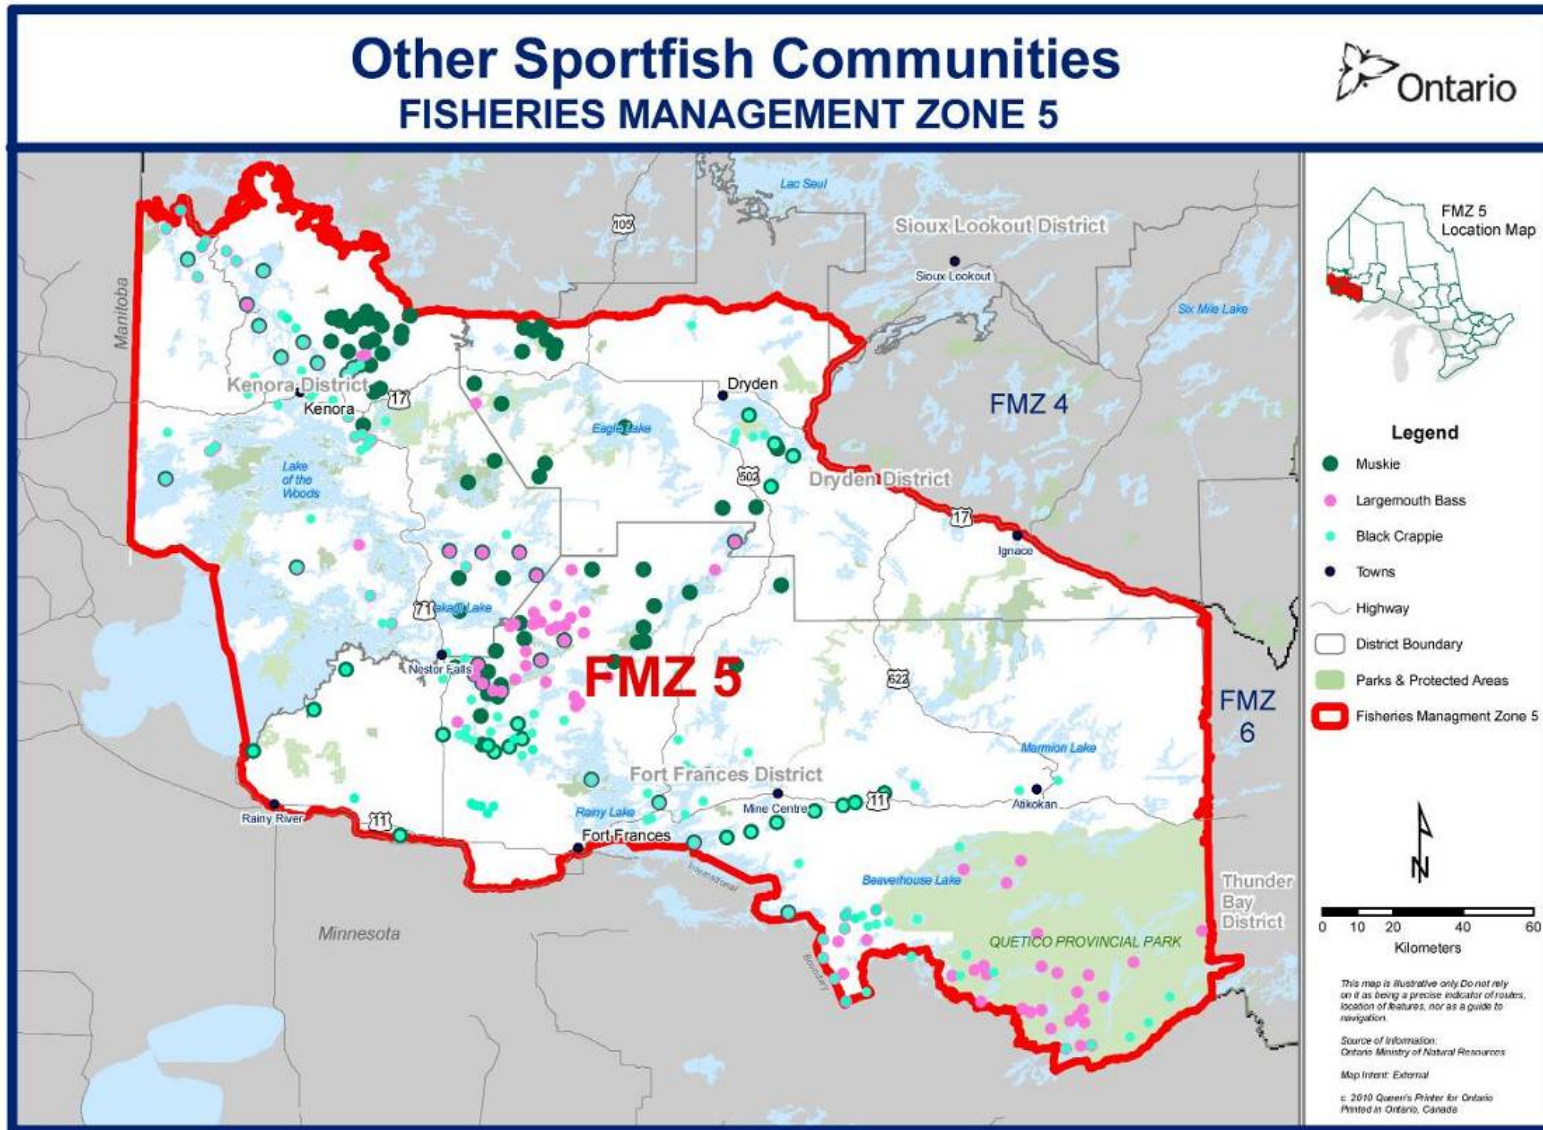 Other Sportfish Communities
FISHERIES MANAGEMENT ZONE 5
Ontario
Lac Seul
105
Sioux Lookout District
Sioux Lookout
Six Mile Lake
Manitoba
Kenora District
Kenora
17
Dryden
FMZ 4
Eagle Lake
Lake
of the
Woods
502
Dryden District
17
Ignace
71
Lake
Nestor Falls
FMZ 5
622
FMZ
6
Marmion Lake
Fort Frances District
Rainy Lake
Mine Centre
11
Atikokan
Rainy River
11
Fort Frances
International
Boundary
Beaverhouse Lake
Thunder
Bay
District
Minnesota
QUETICO PROVINCIAL PARK
FMZ 5
Location Map
Legend
Muskie
Largemouth Bass
Black Crappie
Towns
Highway
District Boundary
Parks & Protected Areas
Fisheries Managment Zone 5
N
0 10 20 40 60
Kilometers
This map is illustrative only. Do not rely
on it as being a precise indicator of routes,
location of features, nor as a guide to
navigation.
Source of Information:
Ontario Ministry of Natural Resources
Map Intent: External
c. 2010 Queen's Printer for Ontario
Printed in Ontario, Canada